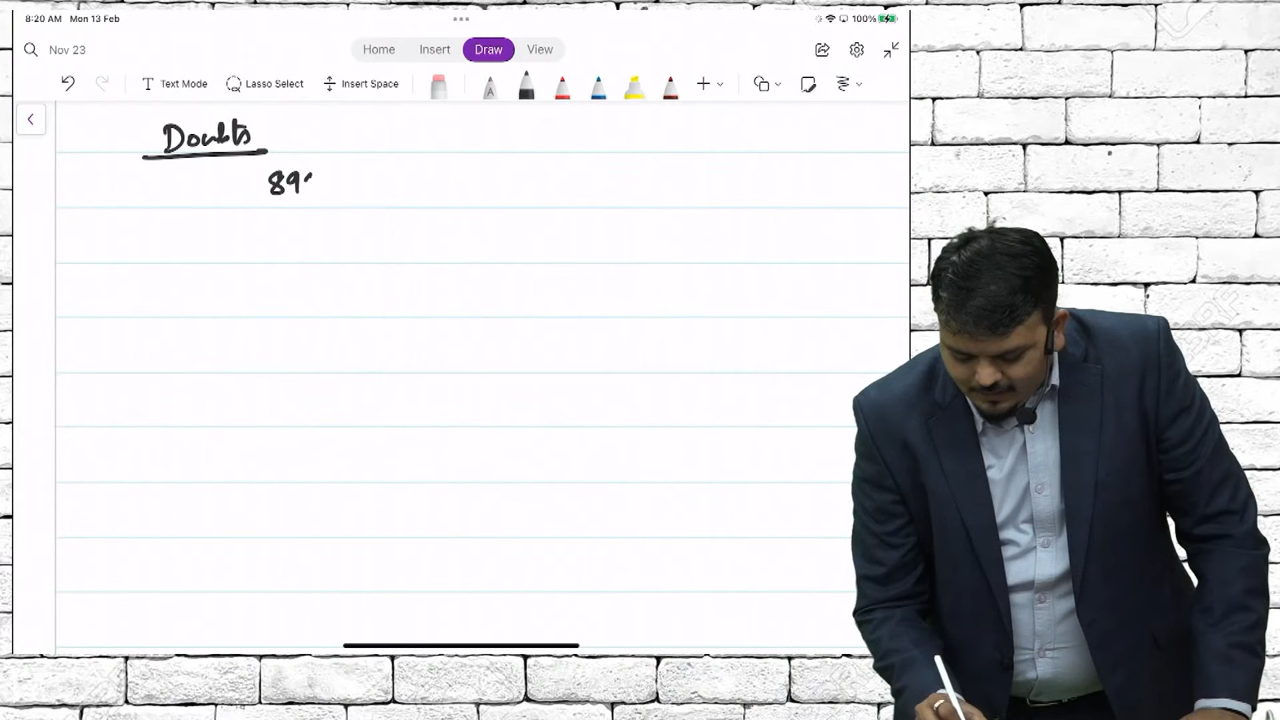 8:20 AM Mon 13 Feb
100%
Nov 23
Home Insert Draw View
Text Mode Lasso Select Insert Space
Doubts
89